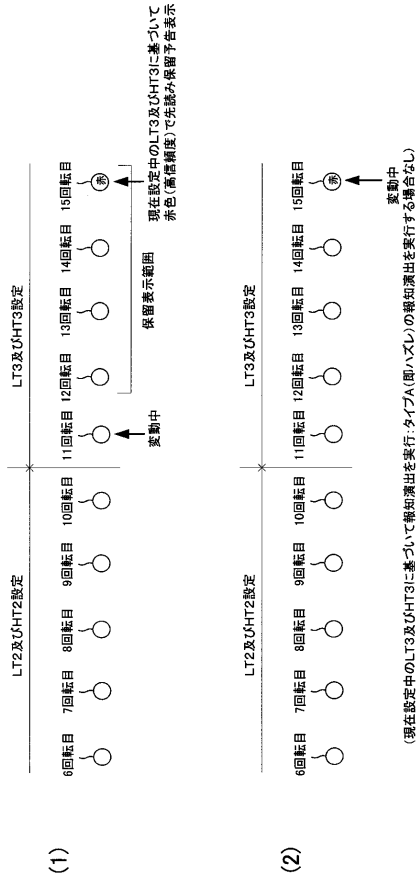 (1)
LT2及びHT2設定
LT3及びHT3設定
6回転目 7回転目 8回転目 9回転目 10回転目 11回転目 12回転目 13回転目 14回転目 15回転目
赤
変動中
保留表示範囲
現在設定中のLT3及びHT3に基づいて
赤色(高信頼度)で先読み保留予告表示
(2)
LT2及びHT2設定
LT3及びHT3設定
6回転目 7回転目 8回転目 9回転目 10回転目 11回転目 12回転目 13回転目 14回転目 15回転目
赤
変動中
(現在設定中のLT3及びHT3に基づいて報知演出を実行:タイプA(即ハズレ)の報知演出を実行する場合なし)